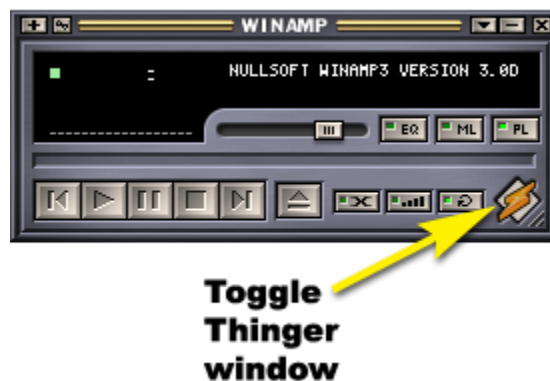 WINAMP
NULLSOFT WINAMP3 VERSION 3.0D
EQ ML PL
Toggle
Thinger
window